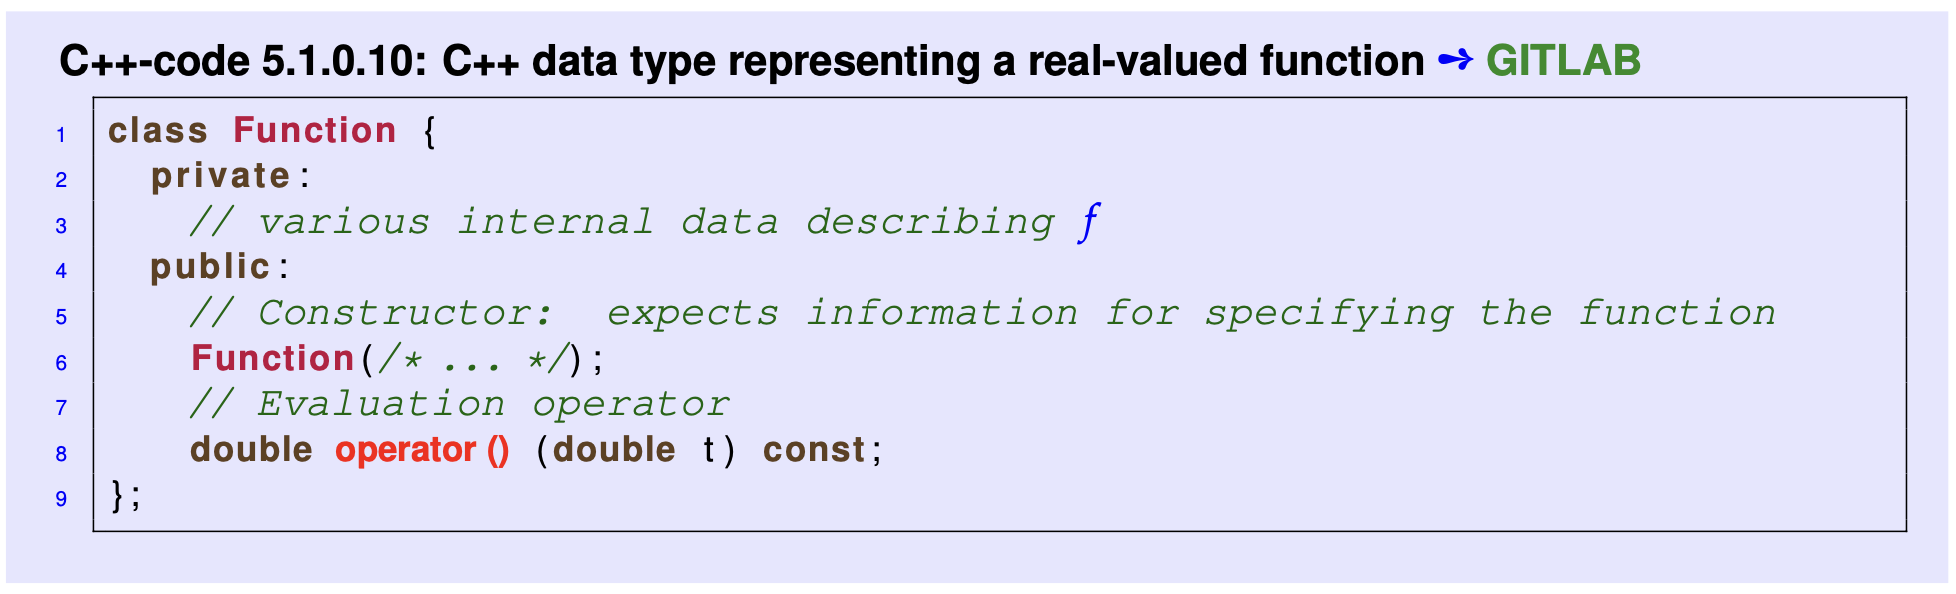 C++-code 5.1.0.10: C++ data type representing a real-valued function ➺ GITLAB
1 class Function {
2 private:
3 // various internal data describing f
4 public:
5 // Constructor: expects information for specifying the function
6 Function(/* ... */);
7 // Evaluation operator
8 double operator () (double t) const;
9 };